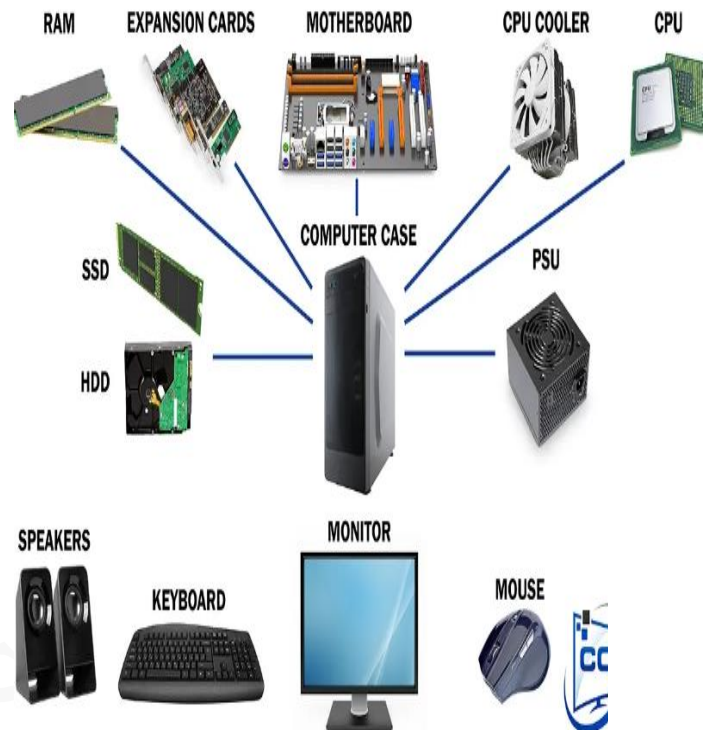 RAM
EXPANSION CARDS
MOTHERBOARD
CPU COOLER
CPU
COMPUTER CASE
SSD
PSU
HDD
SPEAKERS
KEYBOARD
MONITOR
MOUSE